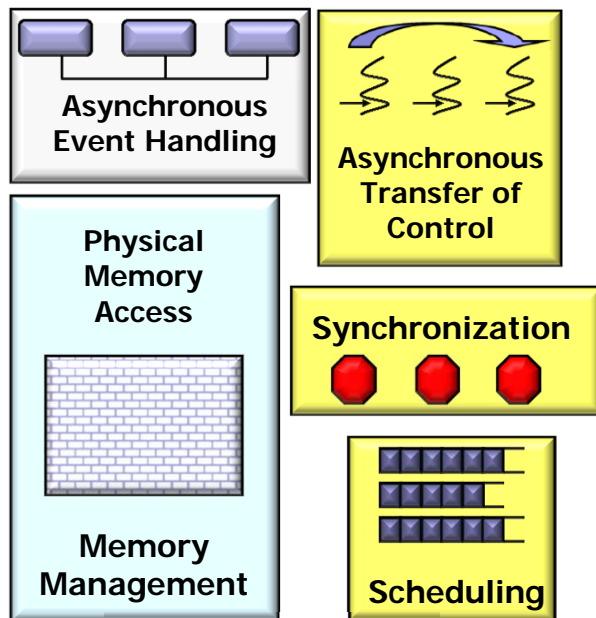 Asynchronous
Event Handling
Asynchronous
Transfer of
Control
Physical
Memory
Access
Synchronization
Memory
Management
Scheduling